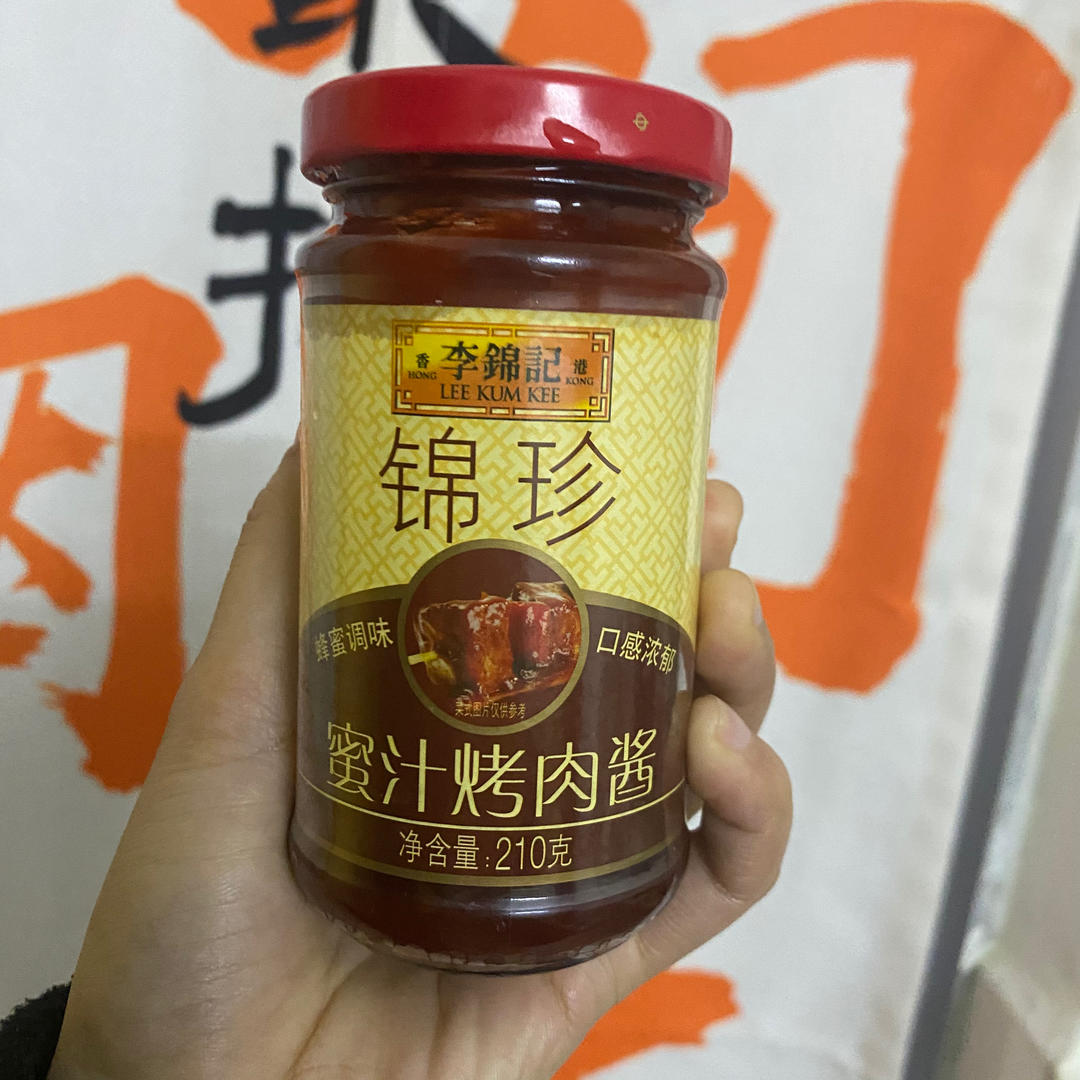 香 李錦記 港
HONG LEE KUM KEE KONG
锦珍
蜂蜜调味 口感浓郁
菜式图片仅供参考
蜜汁烤肉酱
净含量:210克